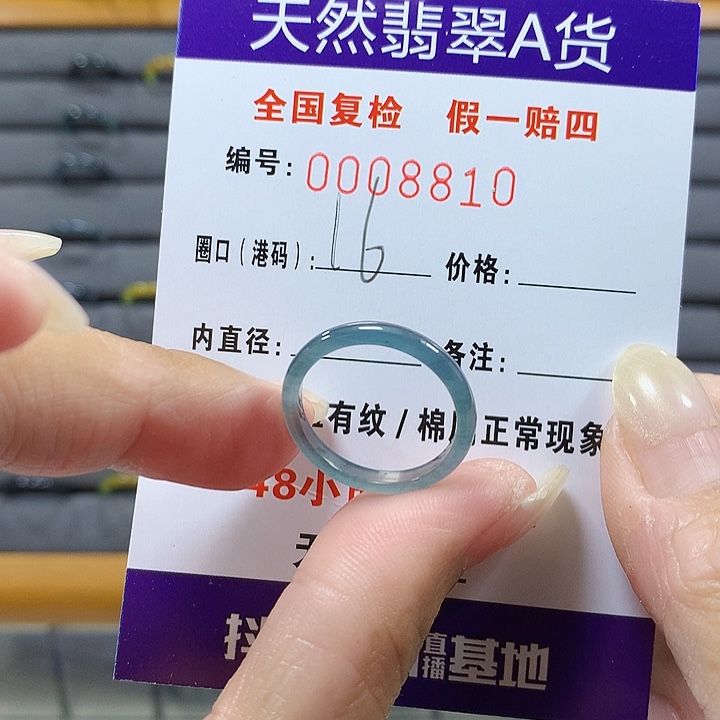 天然翡翠A货
全国复检 假一赔四
编号: 0008810
圈口(港码): 16 价格:
内直径: 备注:
有纹/棉 正常现象
48小
基地
直播